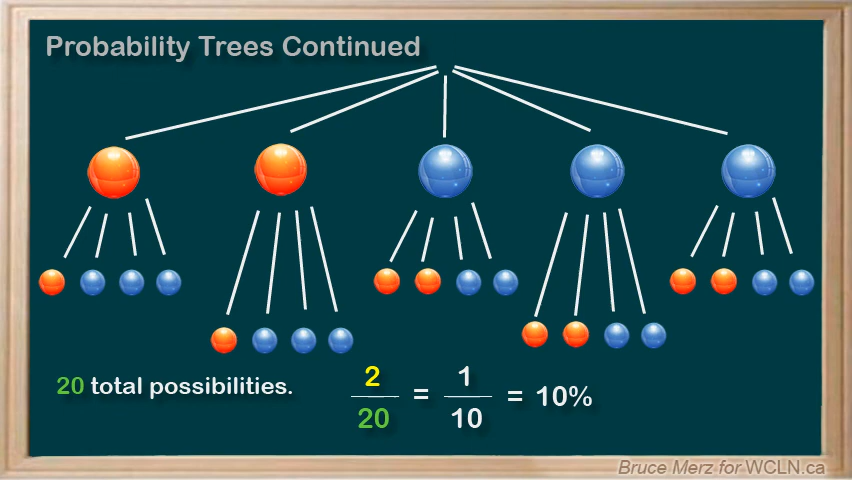 Probability Trees Continued
20 total possibilities.
2/20 = 1/10 = 10%
Bruce Merz for WCLN.ca